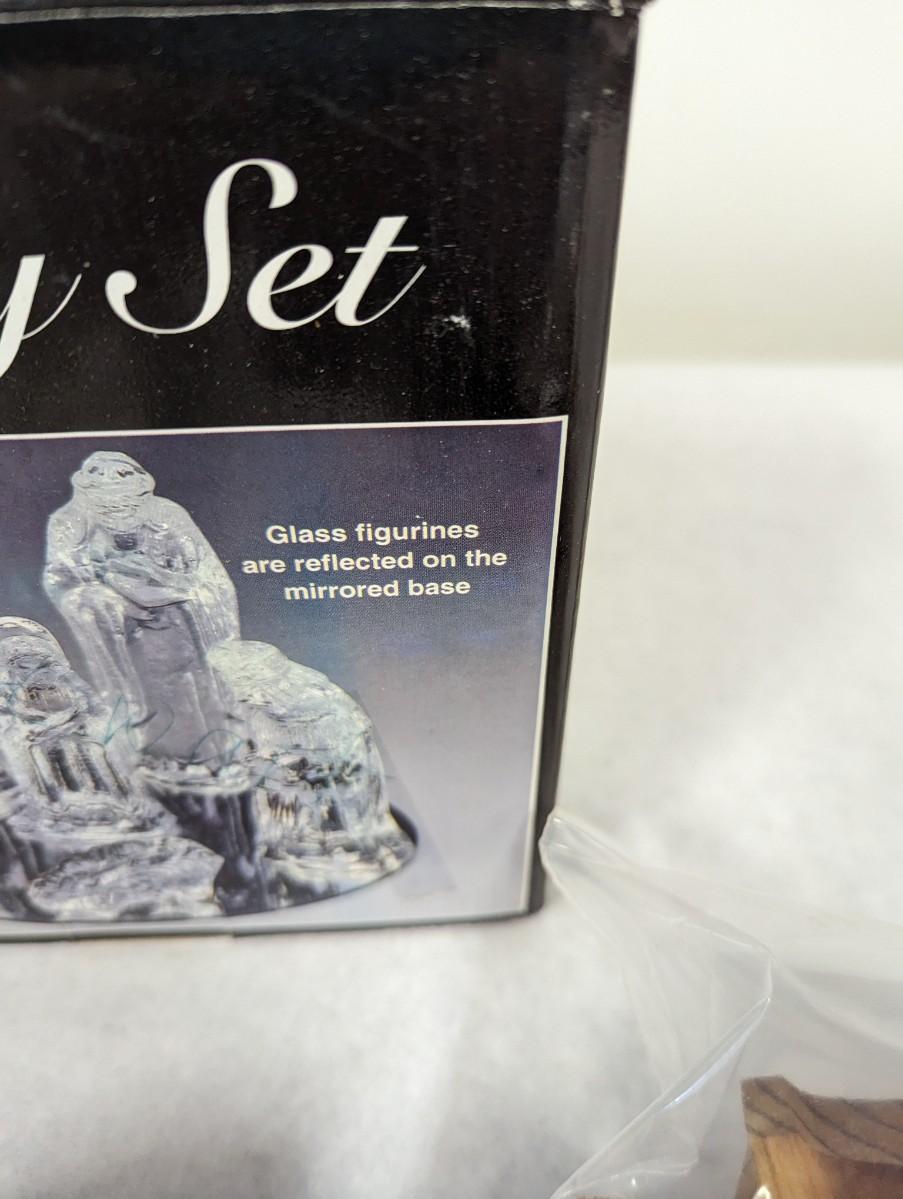 y Set
Glass figurines
are reflected on the
mirrored base